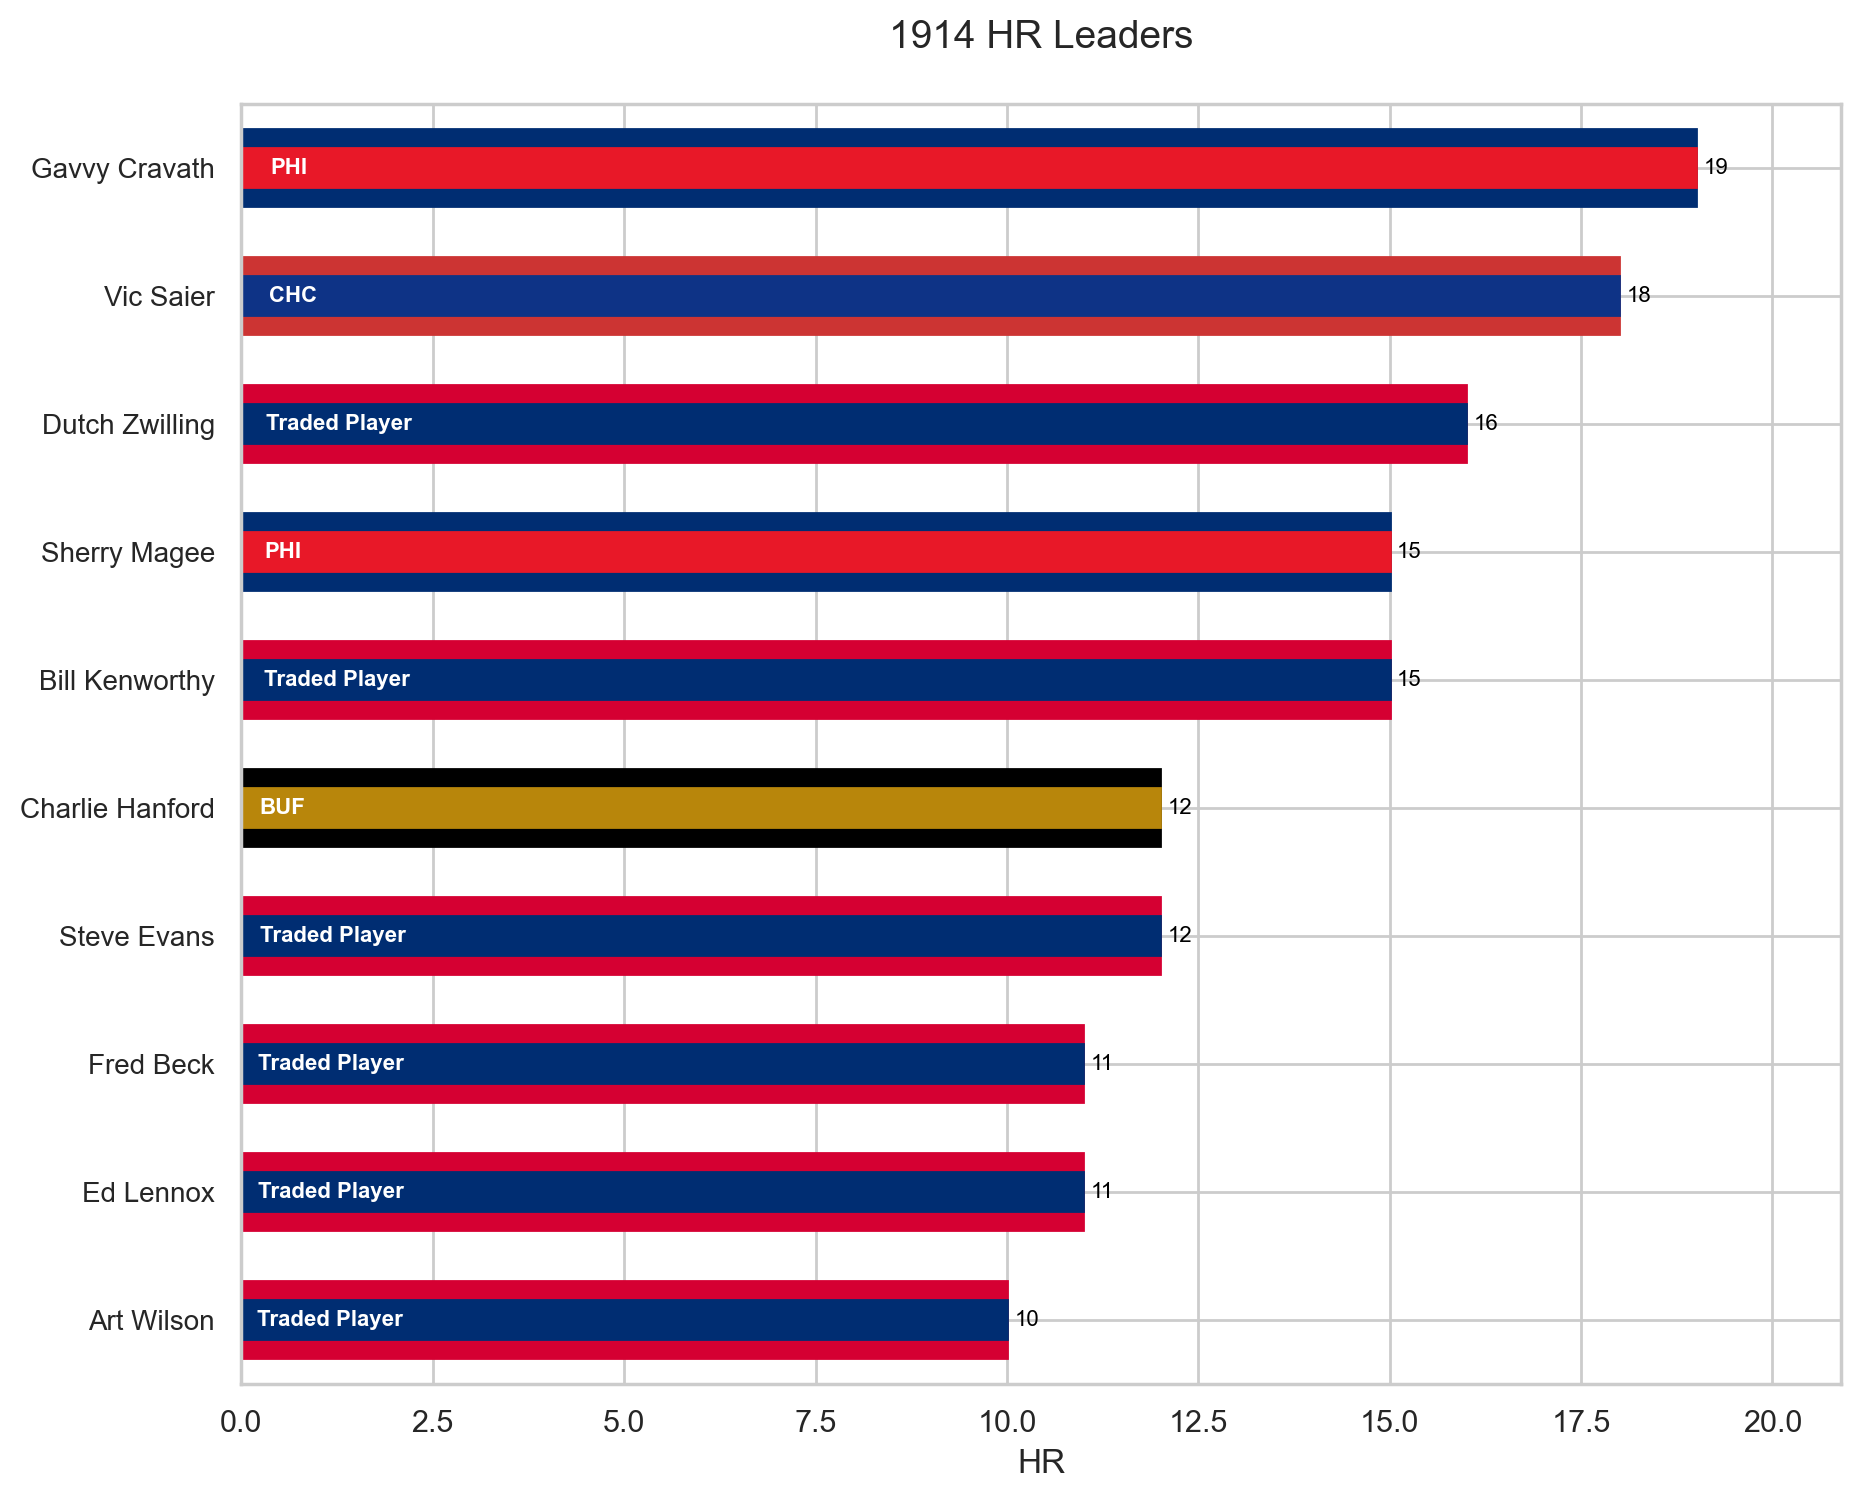 1914 HR Leaders
Gavvy Cravath PHI 19
Vic Saier CHC 18
Dutch Zwilling Traded Player 16
Sherry Magee PHI 15
Bill Kenworthy Traded Player 15
Charlie Hanford BUF 12
Steve Evans Traded Player 12
Fred Beck Traded Player 11
Ed Lennox Traded Player 11
Art Wilson Traded Player 10
0.0 2.5 5.0 7.5 10.0 12.5 15.0 17.5 20.0
HR